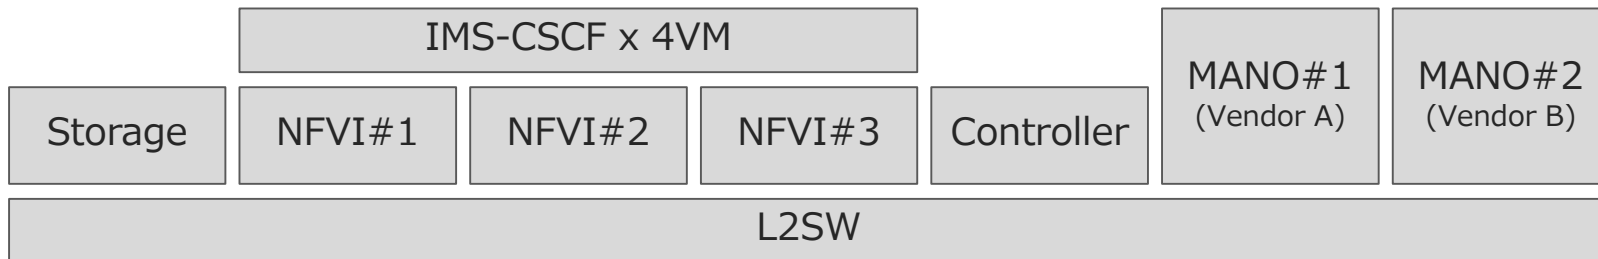 IMS-CSCF x 4VM
Storage
NFVI#1
NFVI#2
NFVI#3
Controller
MANO#1
(Vendor A)
MANO#2
(Vendor B)
L2SW